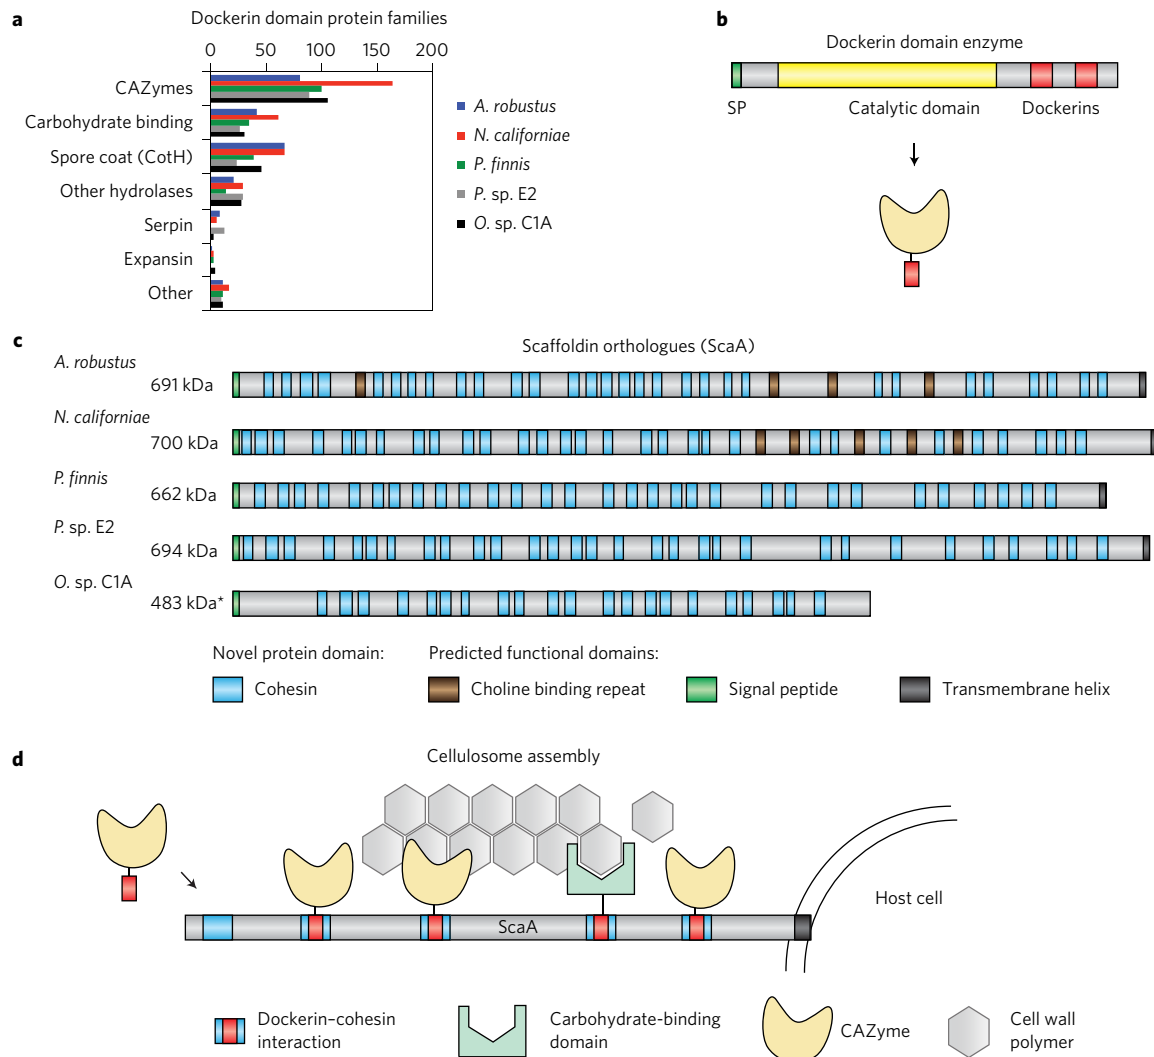 a
Dockerin domain protein families
0 50 100 150 200
CAZymes
Carbohydrate binding
Spore coat (CotH)
Other hydrolases
Serpin
Expansin
Other
A. robustus
N. californiae
P. finnis
P. sp. E2
O. sp. C1A
b
Dockerin domain enzyme
SP Catalytic domain Dockerins
c
Scaffoldin orthologues (ScaA)
A. robustus
691 kDa
N. californiae
700 kDa
P. finnis
662 kDa
P. sp. E2
694 kDa
O. sp. C1A
483 kDa*
Novel protein domain: Predicted functional domains:
Cohesin Choline binding repeat Signal peptide Transmembrane helix
d
Cellulosome assembly
Host cell
ScaA
Dockerin–cohesin
interaction
Carbohydrate-binding
domain
CAZyme
Cell wall
polymer